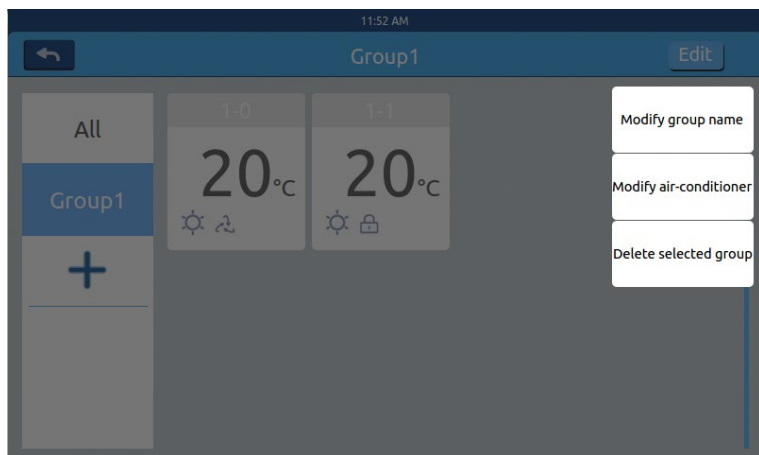 11:52 AM
Group1
Edit
All
Group1
1-0
20°C
1-1
20°C
Modify group name
Modify air-conditioner
Delete selected group